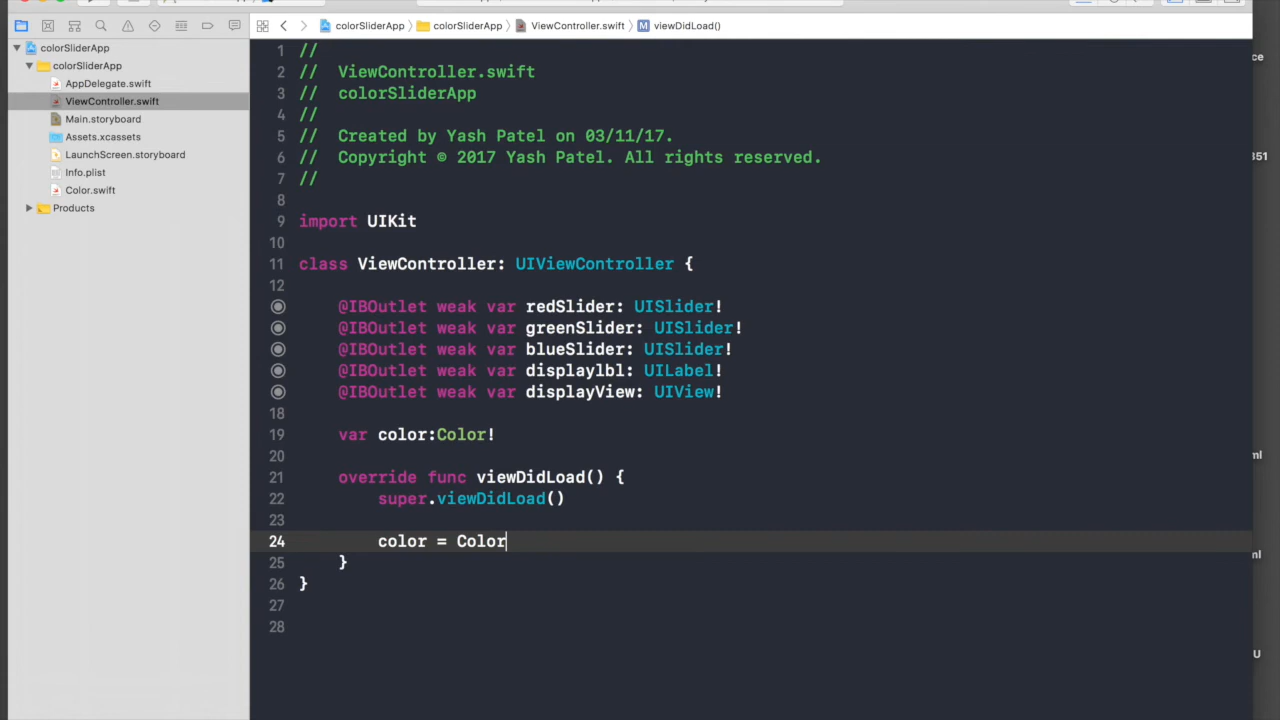 colorSliderApp
colorSliderApp
AppDelegate.swift
ViewController.swift
Main.storyboard
Assets.xcassets
LaunchScreen.storyboard
Info.plist
Color.swift
Products
colorSliderApp 〉 colorSliderApp 〉 ViewController.swift 〉 M viewDidLoad()
1 //
2 //  ViewController.swift
3 //  colorSliderApp
4 //
5 //  Created by Yash Patel on 03/11/17.
6 //  Copyright © 2017 Yash Patel. All rights reserved.
7 //
8
9 import UIKit
10
11 class ViewController: UIViewController {
12
@IBOutlet weak var redSlider: UISlider!
@IBOutlet weak var greenSlider: UISlider!
@IBOutlet weak var blueSlider: UISlider!
@IBOutlet weak var displaylbl: UILabel!
@IBOutlet weak var displayView: UIView!
18
19 var color:Color!
20
21 override func viewDidLoad() {
22 super.viewDidLoad()
23
24 color = Color
25 }
26 }
27
28
ce
351
ml
ml
U